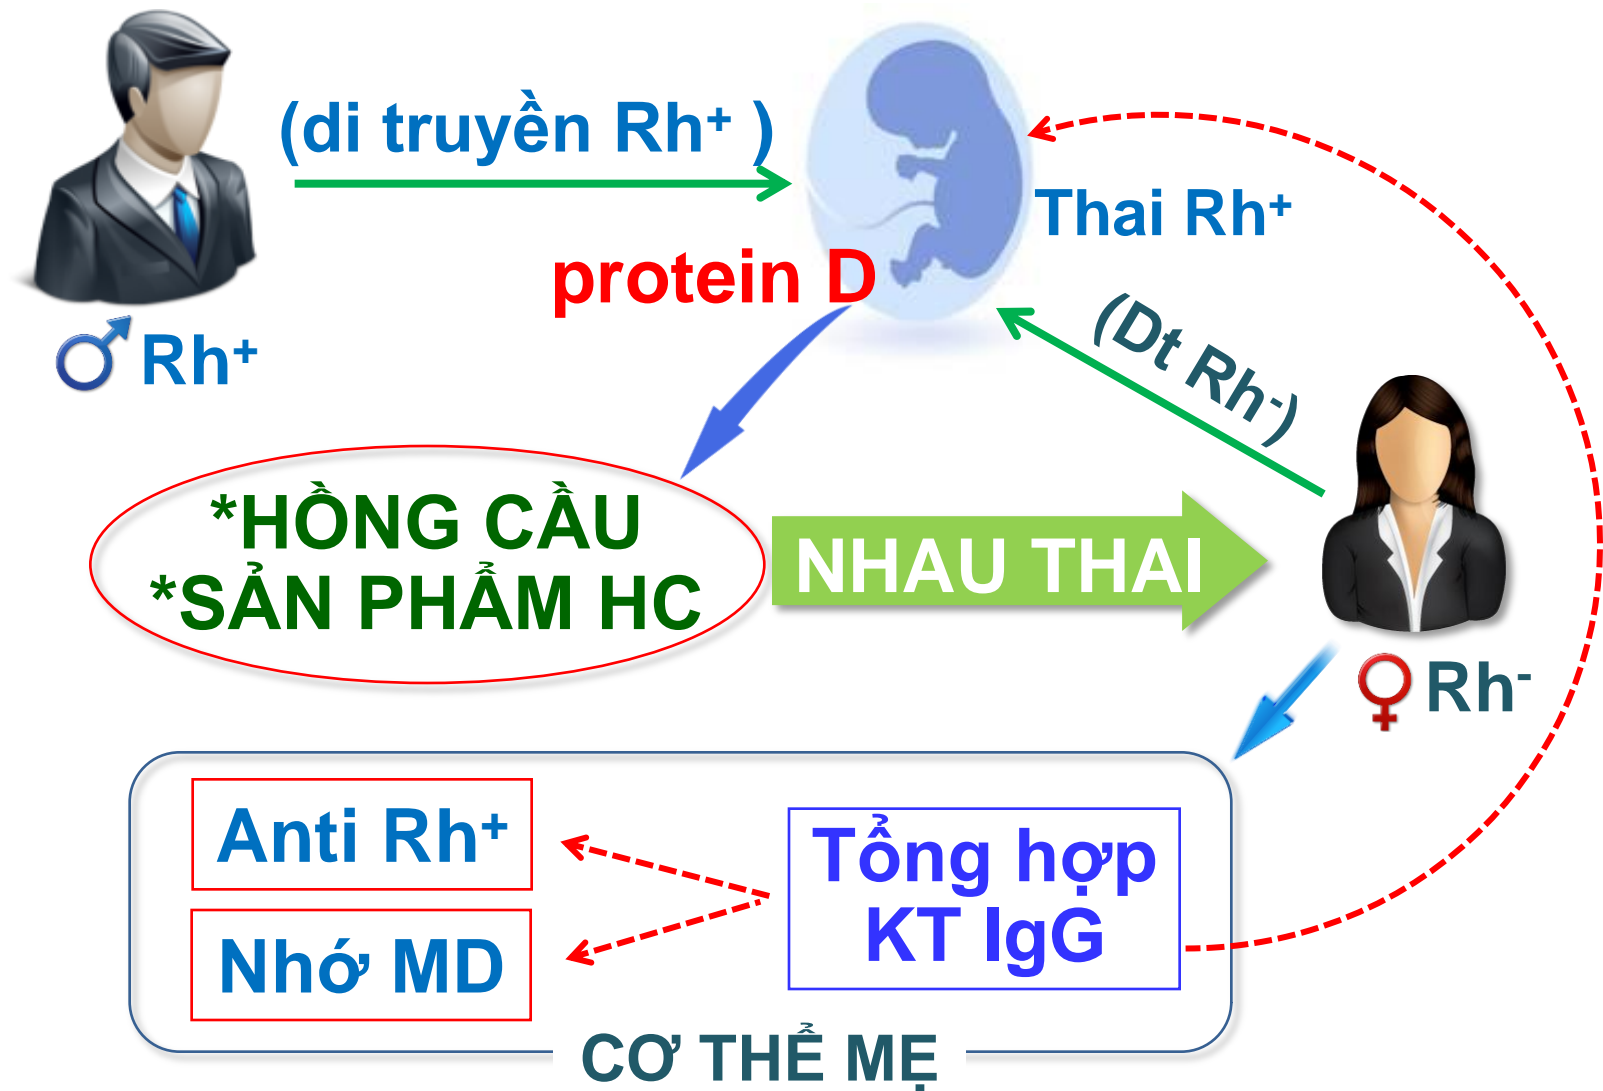 (di truyền Rh⁺ )
Thai Rh⁺
protein D
Rh⁺
(Dt Rh⁻)
*HỒNG CẦU
*SẢN PHẨM HC
NHAU THAI
Rh⁻
Anti Rh⁺
Nhớ MD
Tổng hợp
KT IgG
CƠ THỂ MẸ